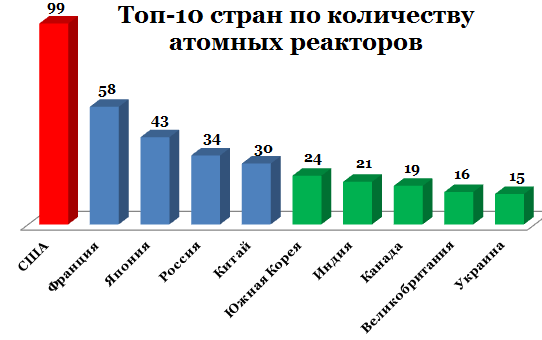 Топ-10 стран по количеству
атомных реакторов
99
58
43
34
30
24
21
19
16
15
США
Франция
Япония
Россия
Китай
Южная Корея
Индия
Канада
Великобритания
Украина